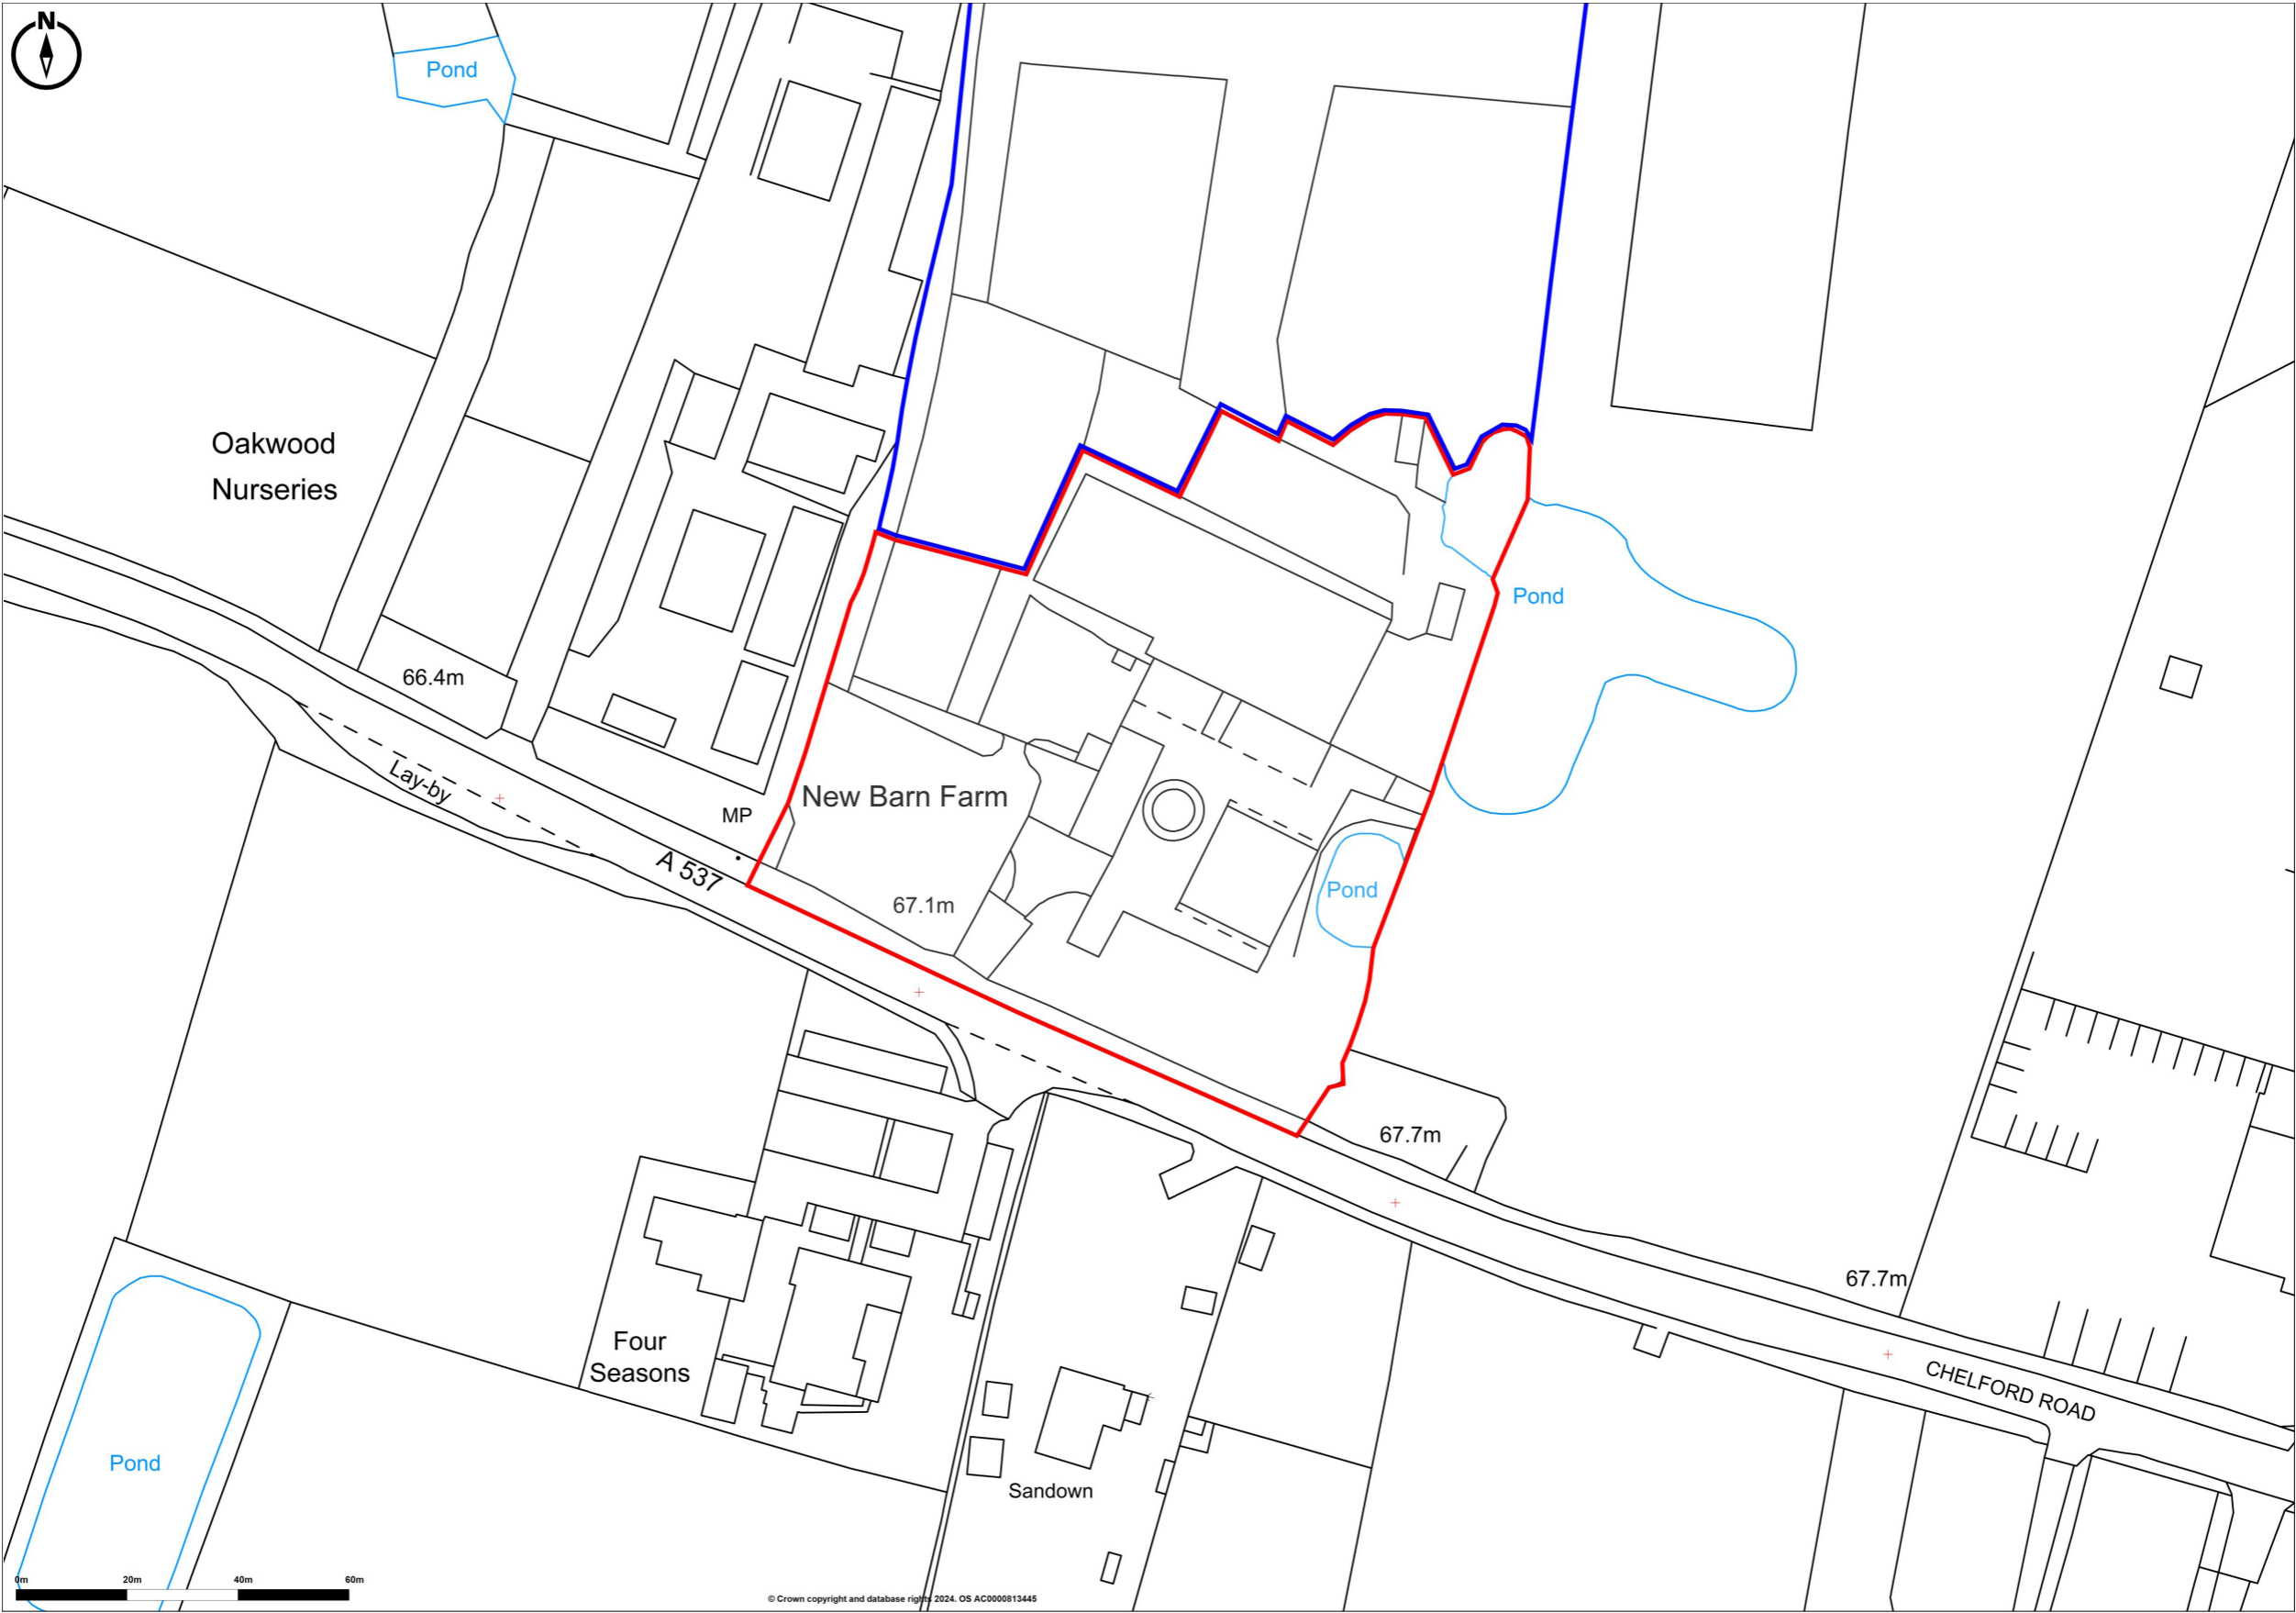 N
Pond
Oakwood
Nurseries
Pond
66.4m
Lay-by
New Barn Farm
MP
A 537
Pond
67.1m
67.7m
67.7m
Four
Seasons
CHELFORD ROAD
Pond
Sandown
0m 20m 40m 60m
© Crown copyright and database rights 2024. OS AC0000813445